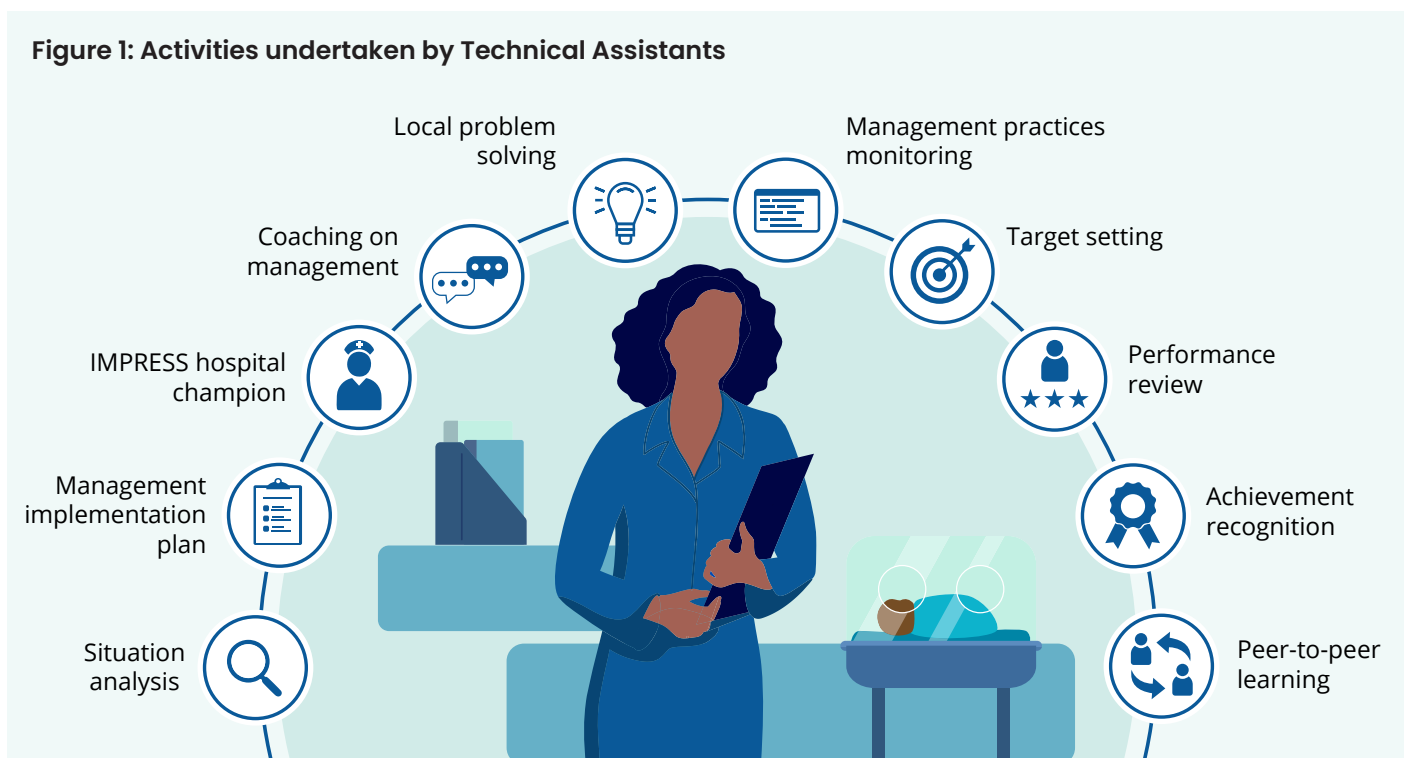 Figure 1: Activities undertaken by Technical Assistants
Local problem
solving
Management practices
monitoring
Coaching on
management
Target setting
IMPRESS hospital
champion
Performance
review
Management
implementation
plan
Achievement
recognition
Situation
analysis
Peer-to-peer
learning